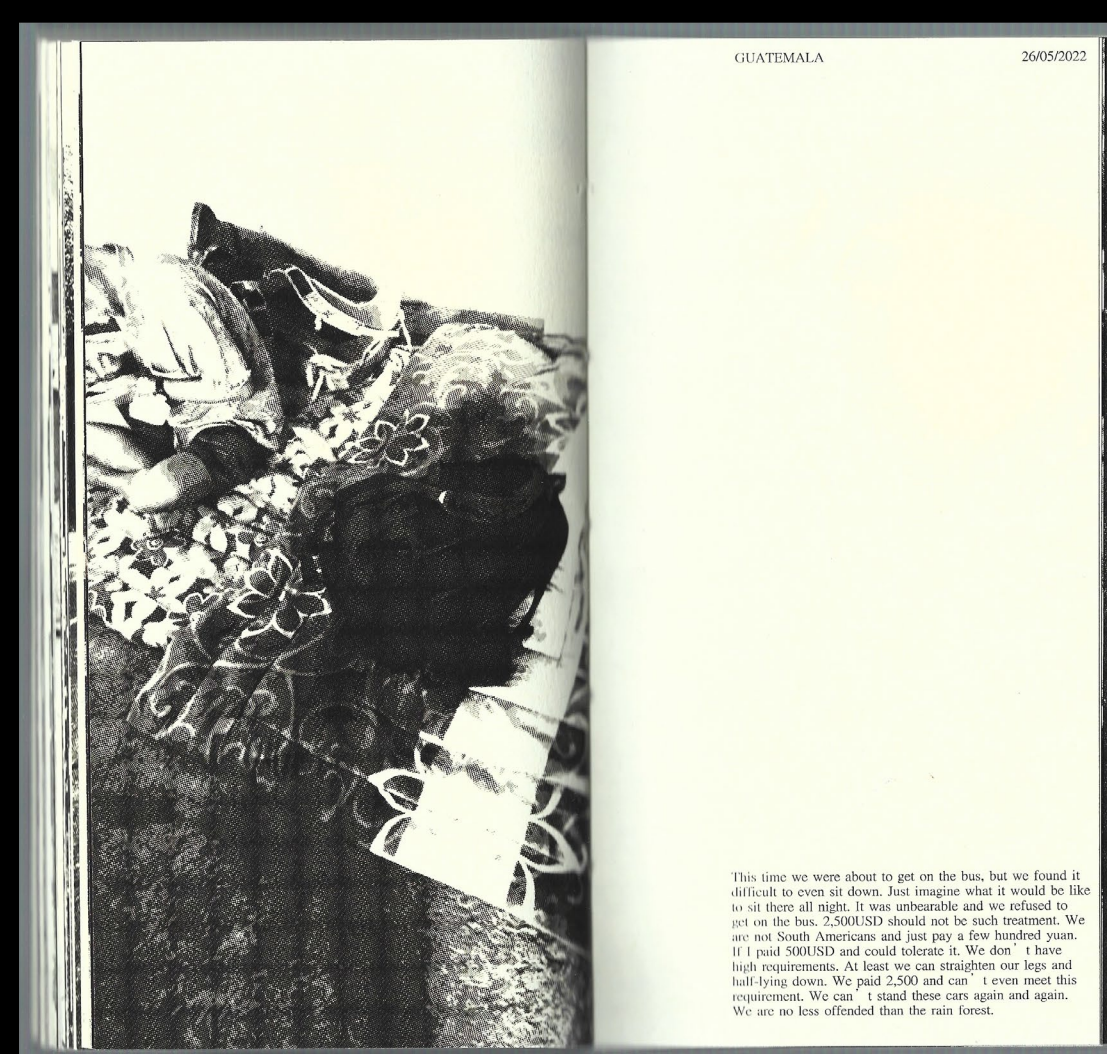 GUATEMALA 26/05/2022
This time we were about to get on the bus, but we found it
difficult to even sit down. Just imagine what it would be like
to sit there all night. It was unbearable and we refused to
get on the bus. 2,500USD should not be such treatment. We
are not South Americans and just pay a few hundred yuan.
If I paid 500USD and could tolerate it. We don’ t have
high requirements. At least we can straighten our legs and
half-lying down. We paid 2,500 and can’ t even meet this
requirement. We can’ t stand these cars again and again.
We are no less offended than the rain forest.